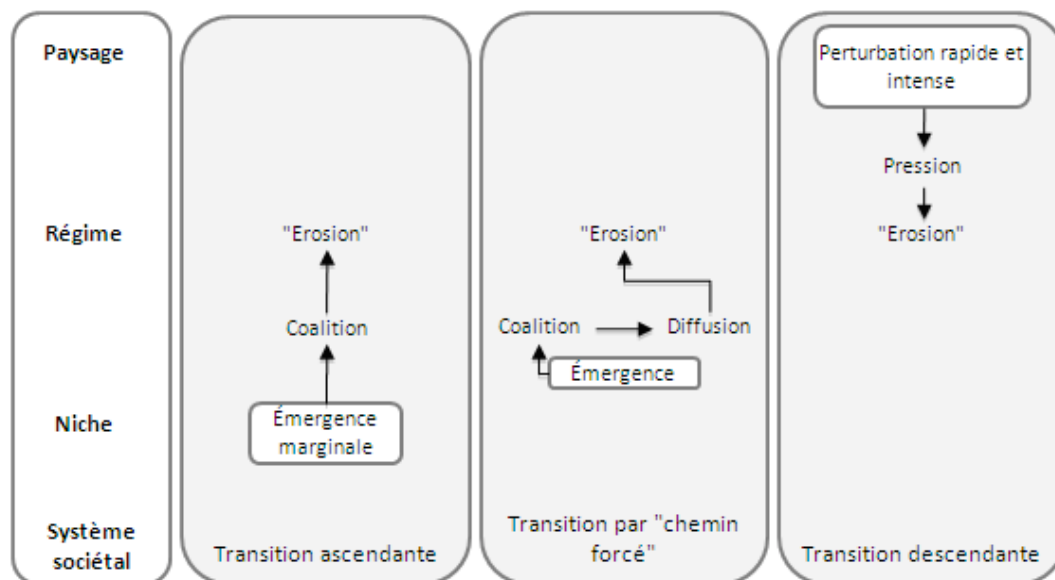 Paysage
Régime
Niche
Système
sociétal
"Erosion"
Coalition
Émergence
marginale
Transition ascendante
"Erosion"
Coalition
Diffusion
Émergence
Transition par "chemin
forcé"
Perturbation rapide et
intense
Pression
"Erosion"
Transition descendante